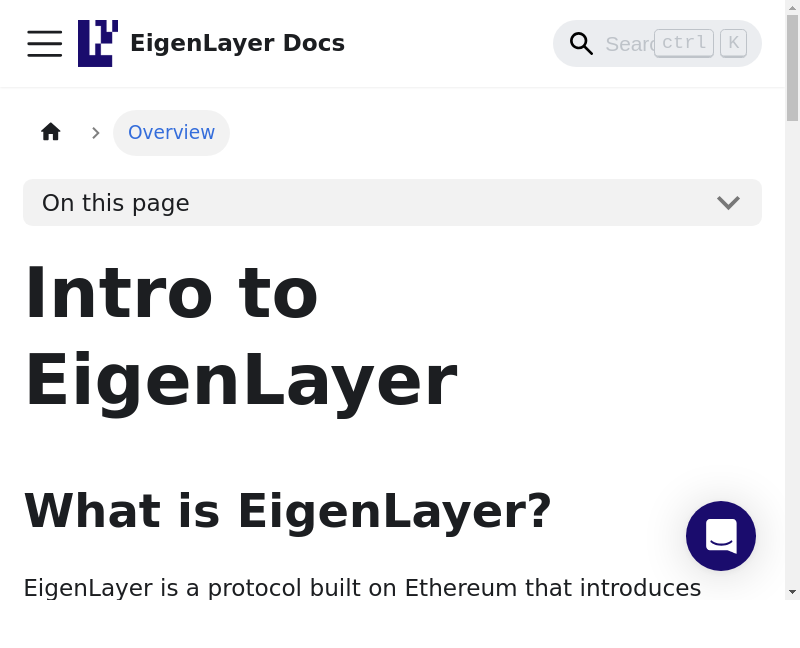 EigenLayer Docs
Search ctrl K
Overview
On this page
Intro to
EigenLayer
What is EigenLayer?
EigenLayer is a protocol built on Ethereum that introduces